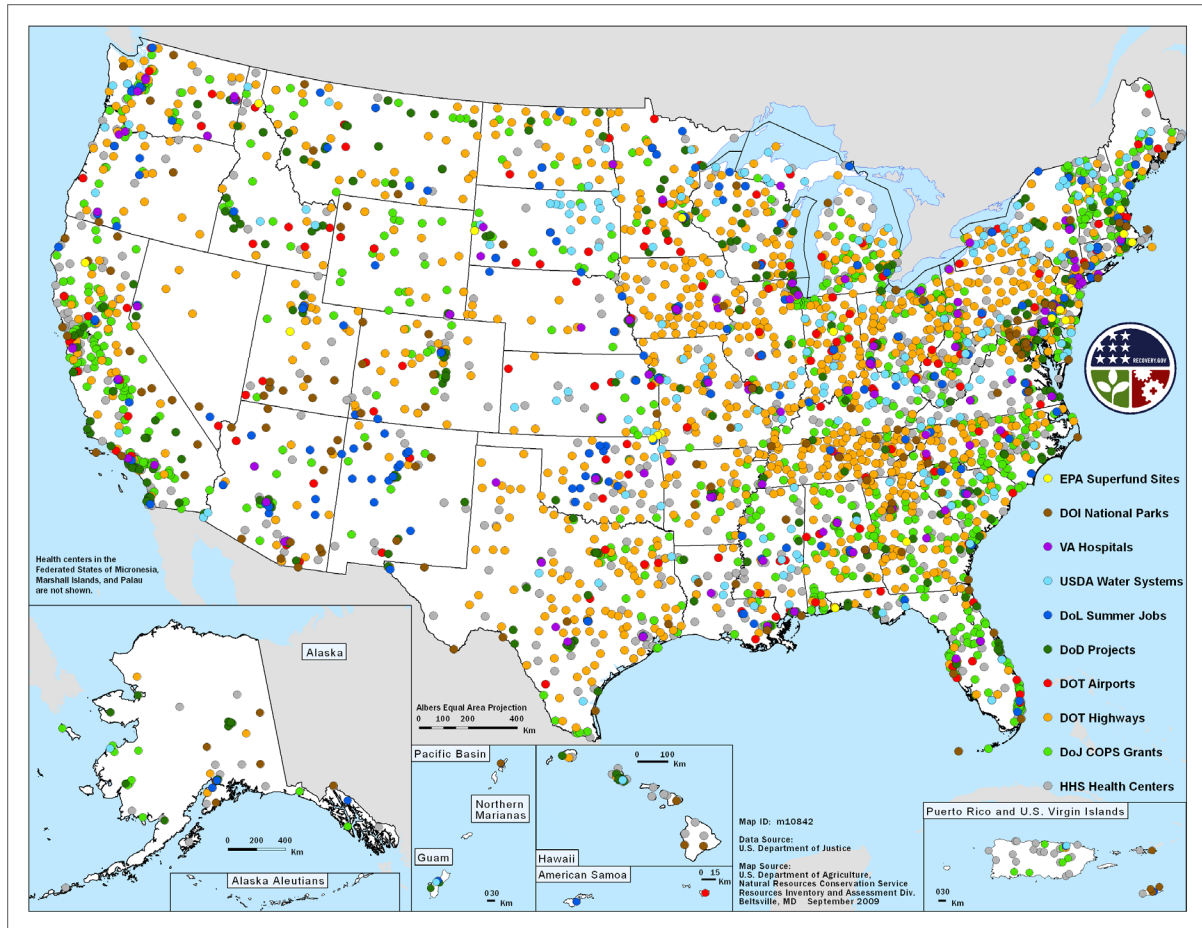 RECOVERY.GOV
EPA Superfund Sites
DOI National Parks
VA Hospitals
USDA Water Systems
DoL Summer Jobs
DoD Projects
DOT Airports
DOT Highways
DoJ COPS Grants
HHS Health Centers
Health centers in the
Federated States of Micronesia,
Marshall Islands, and Palau
are not shown.
Alaska
0 200 400
Km
Alaska Aleutians
Albers Equal Area Projection
0 100 200 400
Km
Pacific Basin
Northern
Marianas
Guam
0 30
Km
0 100
Km
Hawaii
American Samoa
0 15
Km
Map ID: m10842
Data Source:
U.S. Department of Justice
Map Source:
U.S. Department of Agriculture,
Natural Resources Conservation Service
Resources Inventory and Assessment Div.
Beltsville, MD September 2009
Puerto Rico and U.S. Virgin Islands
0 30
Km